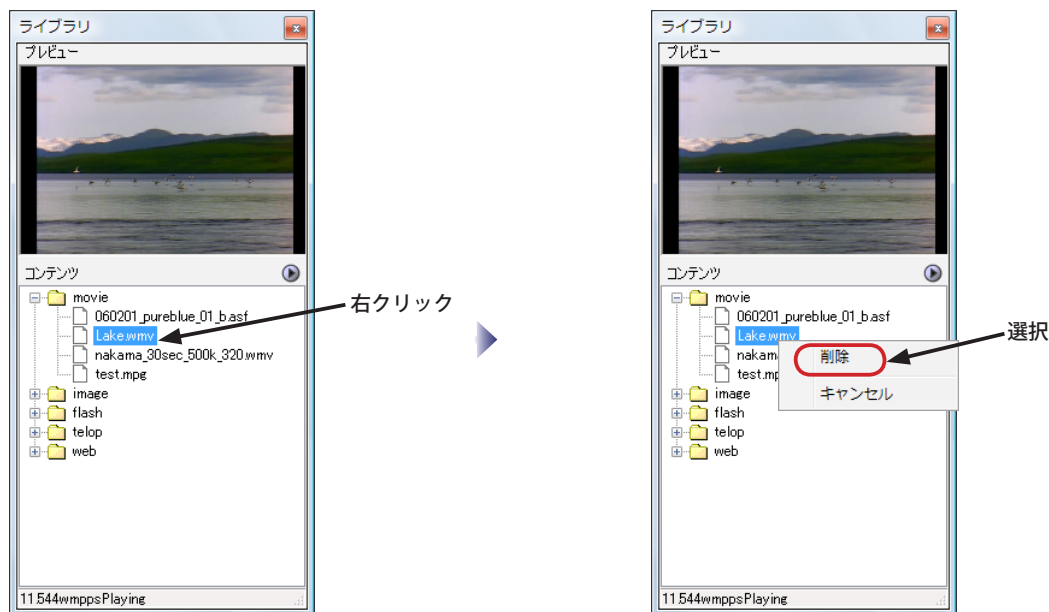 ライブラリ
プレビュー
コンテンツ
movie
060201_pureblue_01_b.asf
Lake.wmv
nakama_30sec_500k_320.wmv
test.mpg
image
flash
telop
web
11.544wmppsPlaying
右クリック
ライブラリ
プレビュー
コンテンツ
movie
060201_pureblue_01_b.asf
Lake.wmv
nakam
test.mp
image
flash
telop
web
削除
キャンセル
11.544wmppsPlaying
選択